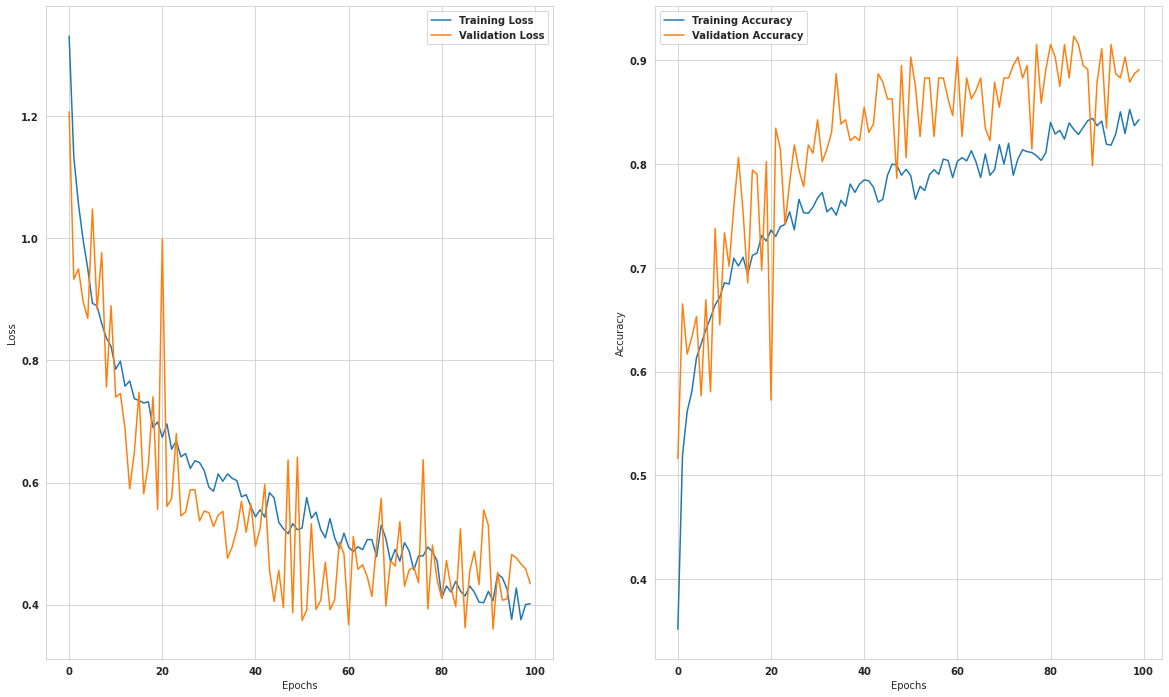 Training Loss
Validation Loss
1.2
1.0
0.8
0.6
0.4
Loss
0 20 40 60 80 100
Epochs
Training Accuracy
Validation Accuracy
0.9
0.8
0.7
0.6
0.5
0.4
Accuracy
0 20 40 60 80 100
Epochs